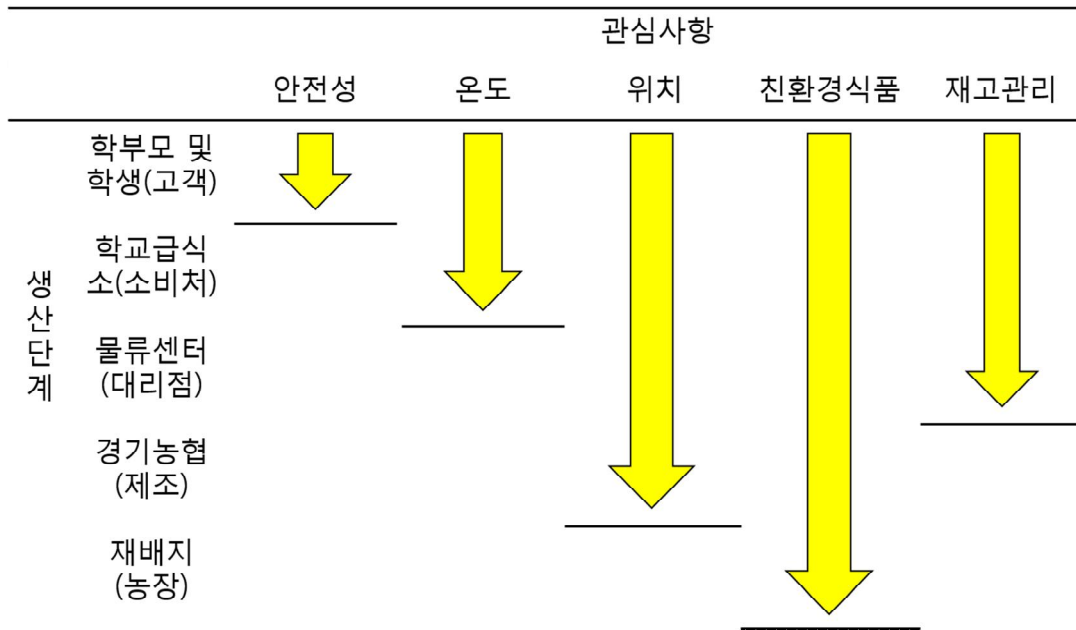 관심사항
안전성 온도 위치 친환경식품 재고관리
생산단계
학부모 및
학생(고객)
학교급식
소(소비처)
물류센터
(대리점)
경기농협
(제조)
재배지
(농장)